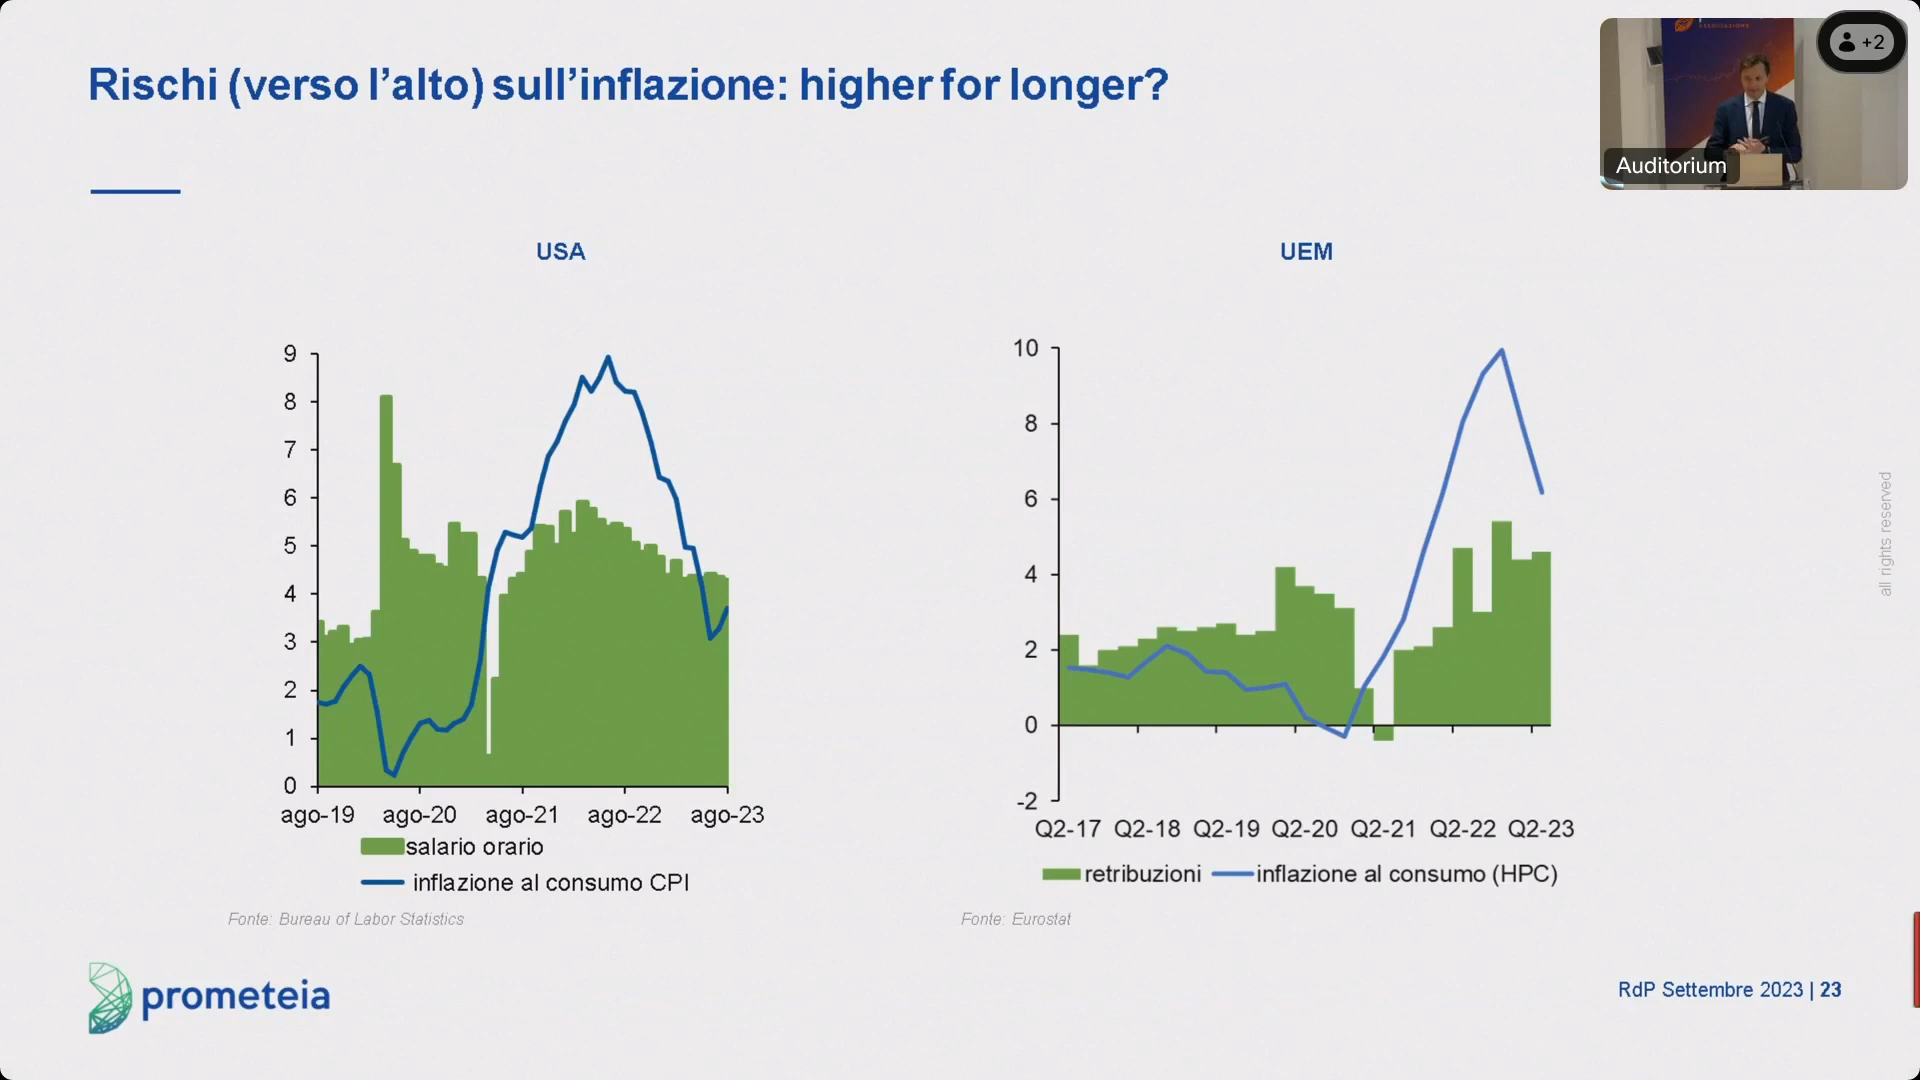 Rischi (verso l’alto) sull’inflazione: higher for longer?
+2
Auditorium
USA
UEM
9
8
7
6
5
4
3
2
1
0
ago-19 ago-20 ago-21 ago-22 ago-23
salario orario
inflazione al consumo CPI
Fonte: Bureau of Labor Statistics
10
8
6
4
2
0
-2
Q2-17 Q2-18 Q2-19 Q2-20 Q2-21 Q2-22 Q2-23
retribuzioni inflazione al consumo (HPC)
Fonte: Eurostat
all rights reserved
prometeia
RdP Settembre 2023 | 23